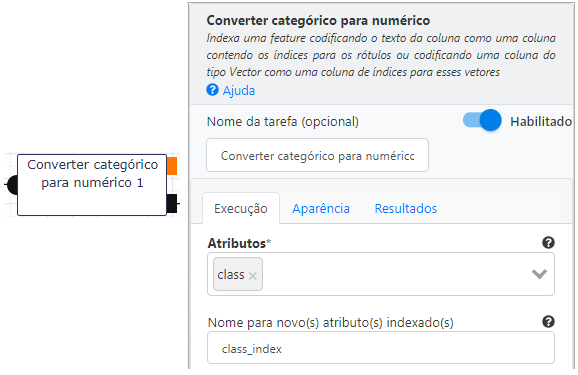 Converter categórico
para numérico 1
Converter categórico para numérico
Indexa uma feature codificando o texto da coluna como uma coluna
contendo os índices para os rótulos ou codificando uma coluna do
tipo Vector como uma coluna de índices para esses vetores
? Ajuda
Nome da tarefa (opcional)
Habilitado
Converter categórico para numéricc
Execução Aparência Resultados
Atributos* ?
class ×
Nome para novo(s) atributo(s) indexado(s) ?
class_index